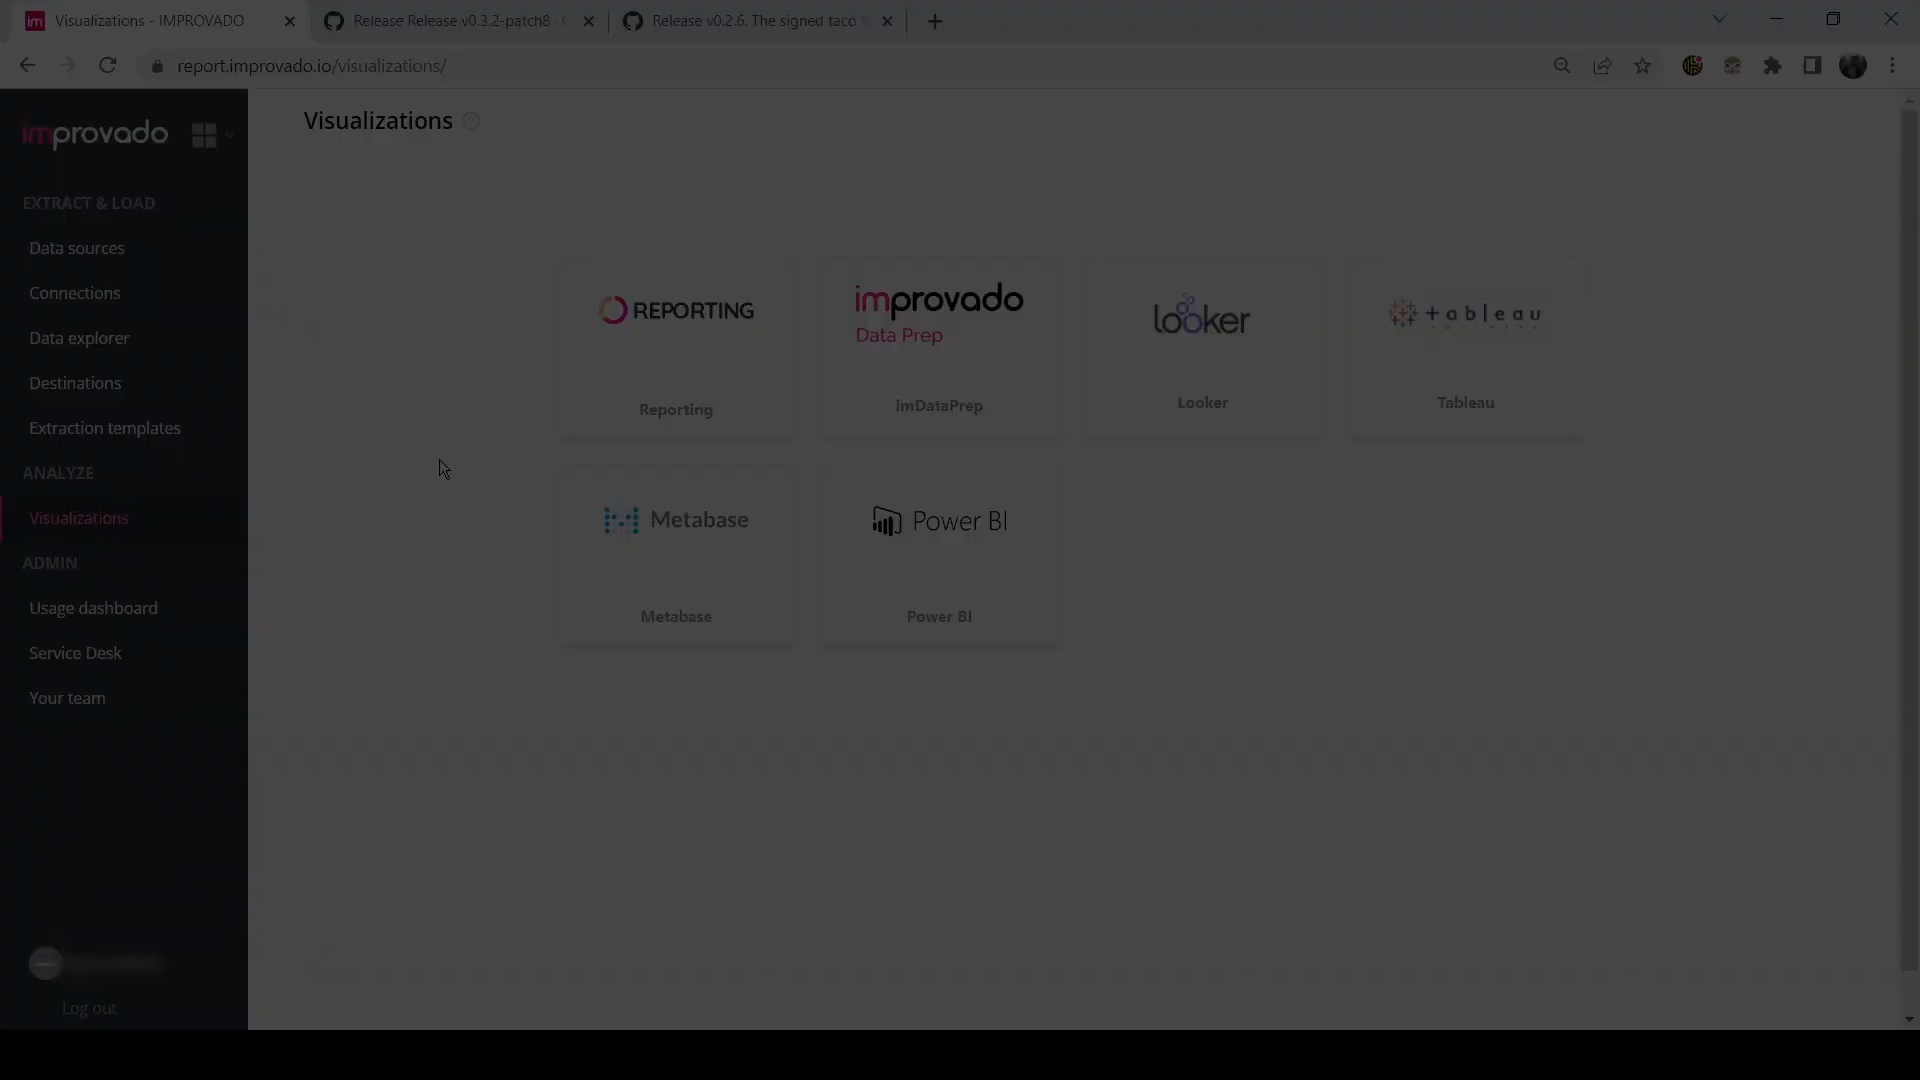 Visualizations - IMPROVADO
Release Release v0.3.2-patch8 ·
Release v0.2.6. The signed taco
report.improvado.io/visualizations/
improvado
Visualizations
EXTRACT & LOAD
Data sources
Connections
Data explorer
Destinations
Extraction templates
ANALYZE
Visualizations
ADMIN
Usage dashboard
Service Desk
Your team
Log out
REPORTING
Reporting
improvado
Data Prep
imDataPrep
looker
Looker
+ableau
Tableau
Metabase
Metabase
Power BI
Power BI